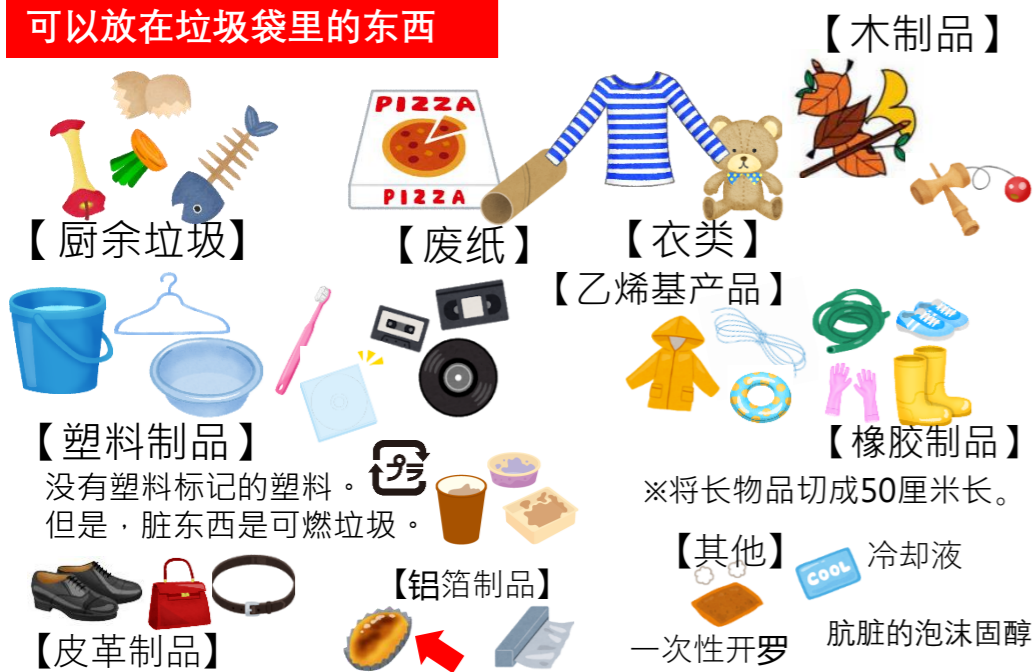 可以放在垃圾袋里的东西
【木制品】
PIZZA
PIZZA
【厨余垃圾】
【废纸】
【衣类】
【乙烯基产品】
【塑料制品】
【橡胶制品】
没有塑料标记的塑料。
プラ
但是，脏东西是可燃垃圾。
※将长物品切成50厘米长。
【其他】
COOL
冷却液
【铝箔制品】
一次性开罗
肮脏的泡沫固醇
【皮革制品】